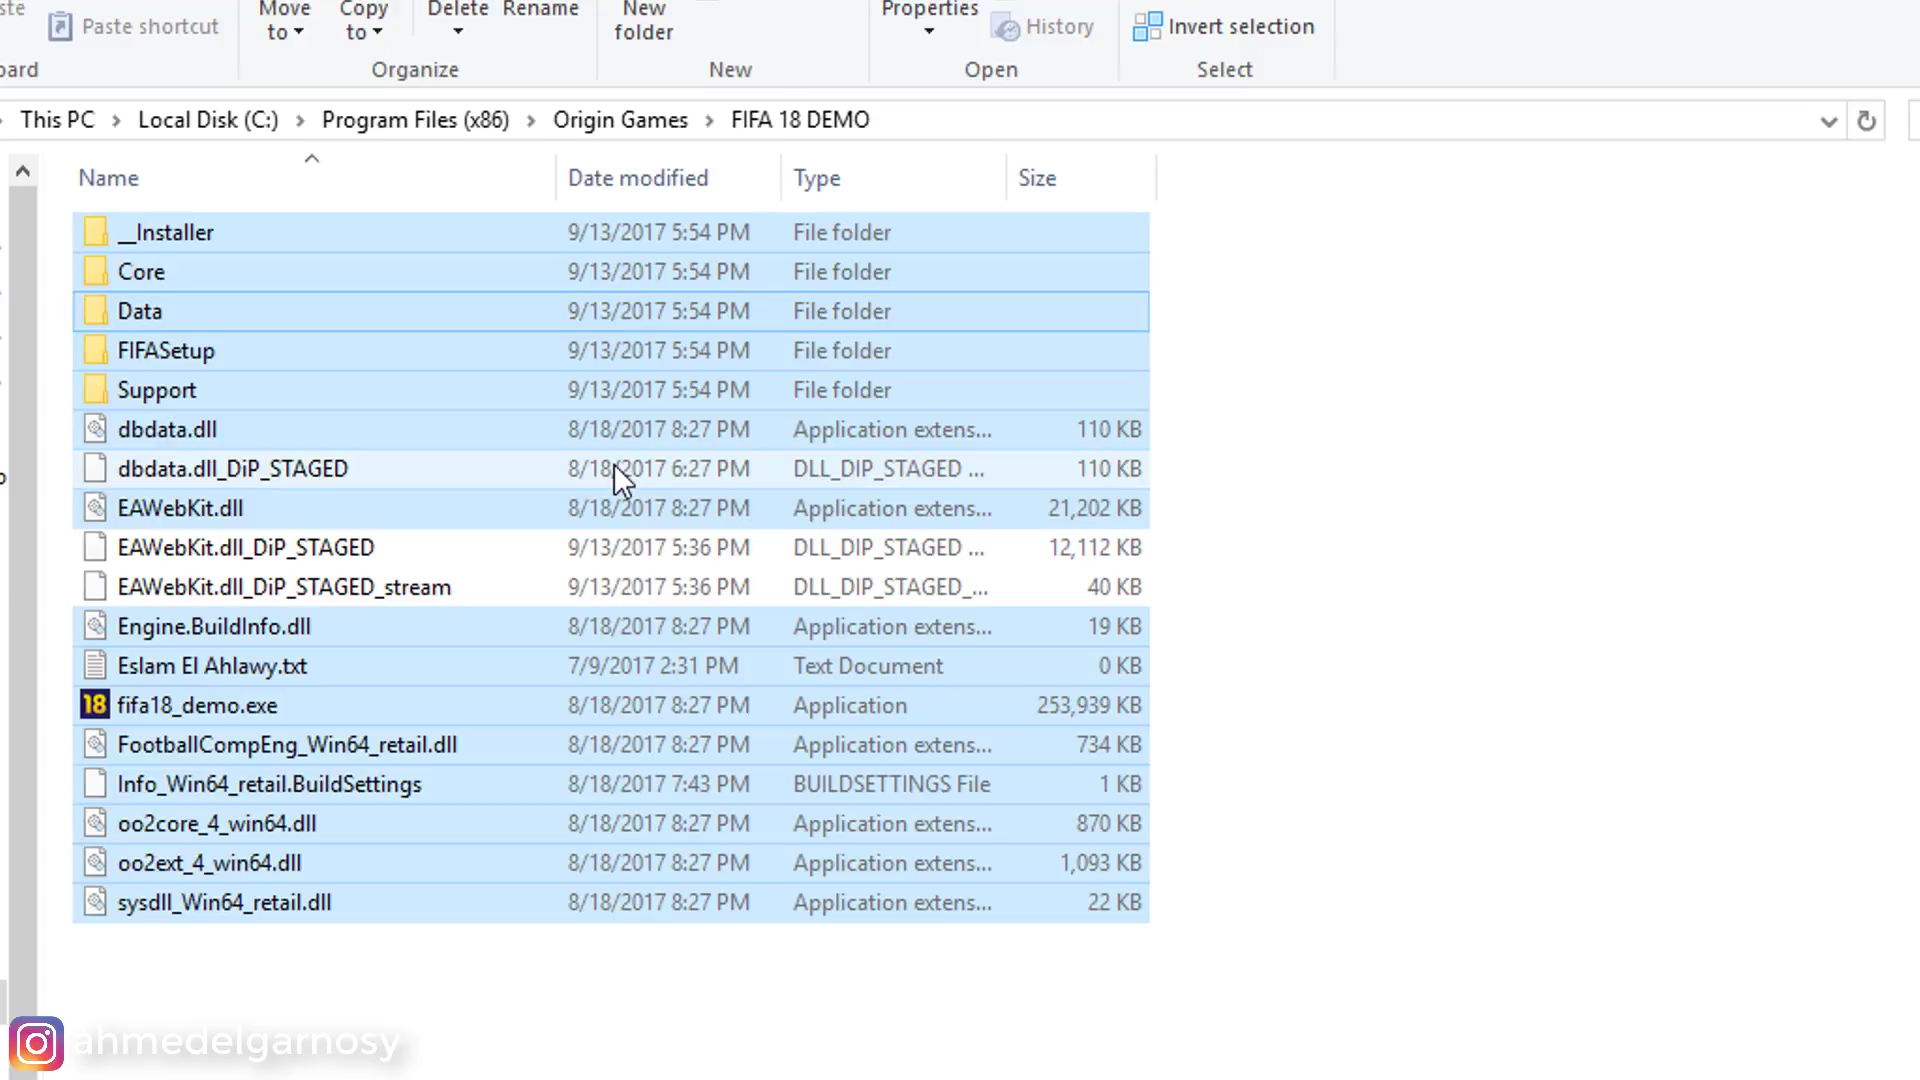 Paste shortcut
Move to
Copy to
Delete
Rename
New folder
Properties
History
Invert selection
Organize
New
Open
Select
This PC > Local Disk (C:) > Program Files (x86) > Origin Games > FIFA 18 DEMO
Name Date modified Type Size
__Installer 9/13/2017 5:54 PM File folder
Core 9/13/2017 5:54 PM File folder
Data 9/13/2017 5:54 PM File folder
FIFASetup 9/13/2017 5:54 PM File folder
Support 9/13/2017 5:54 PM File folder
dbdata.dll 8/18/2017 8:27 PM Application extens... 110 KB
dbdata.dll_DiP_STAGED 8/18/2017 6:27 PM DLL_DIP_STAGED ... 110 KB
EAWebKit.dll 8/18/2017 8:27 PM Application extens... 21,202 KB
EAWebKit.dll_DiP_STAGED 9/13/2017 5:36 PM DLL_DIP_STAGED ... 12,112 KB
EAWebKit.dll_DiP_STAGED_stream 9/13/2017 5:36 PM DLL_DIP_STAGED_... 40 KB
Engine.BuildInfo.dll 8/18/2017 8:27 PM Application extens... 19 KB
Eslam El Ahlawy.txt 7/9/2017 2:31 PM Text Document 0 KB
fifa18_demo.exe 8/18/2017 8:27 PM Application 253,939 KB
FootballCompEng_Win64_retail.dll 8/18/2017 8:27 PM Application extens... 734 KB
Info_Win64_retail.BuildSettings 8/18/2017 7:43 PM BUILDSETTINGS File 1 KB
oo2core_4_win64.dll 8/18/2017 8:27 PM Application extens... 870 KB
oo2ext_4_win64.dll 8/18/2017 8:27 PM Application extens... 1,093 KB
sysdll_Win64_retail.dll 8/18/2017 8:27 PM Application extens... 22 KB
ahmedelgarnosy